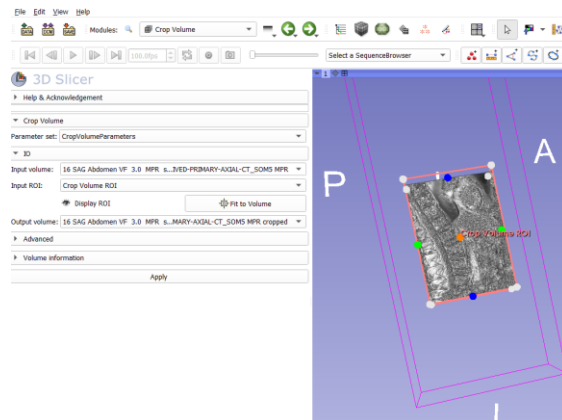 File Edit View Help
DATA DCM SAVE Modules: Crop Volume
100.0fps Select a SequenceBrowser
3D Slicer
Help & Acknowledgement
Crop Volume
Parameter set: CropVolumeParameters
IO
Input volume: 16 SAG Abdomen VF 3.0 MPR s...IVED-PRIMARY-AXIAL-CT_SOM5 MPR
Input ROI: Crop Volume ROI
Display ROI Fit to Volume
Output volume: 16 SAG Abdomen VF 3.0 MPR s...MARY-AXIAL-CT_SOM5 MPR cropped
Advanced
Volume information
Apply
1
A
P
Crop Volume ROI
I